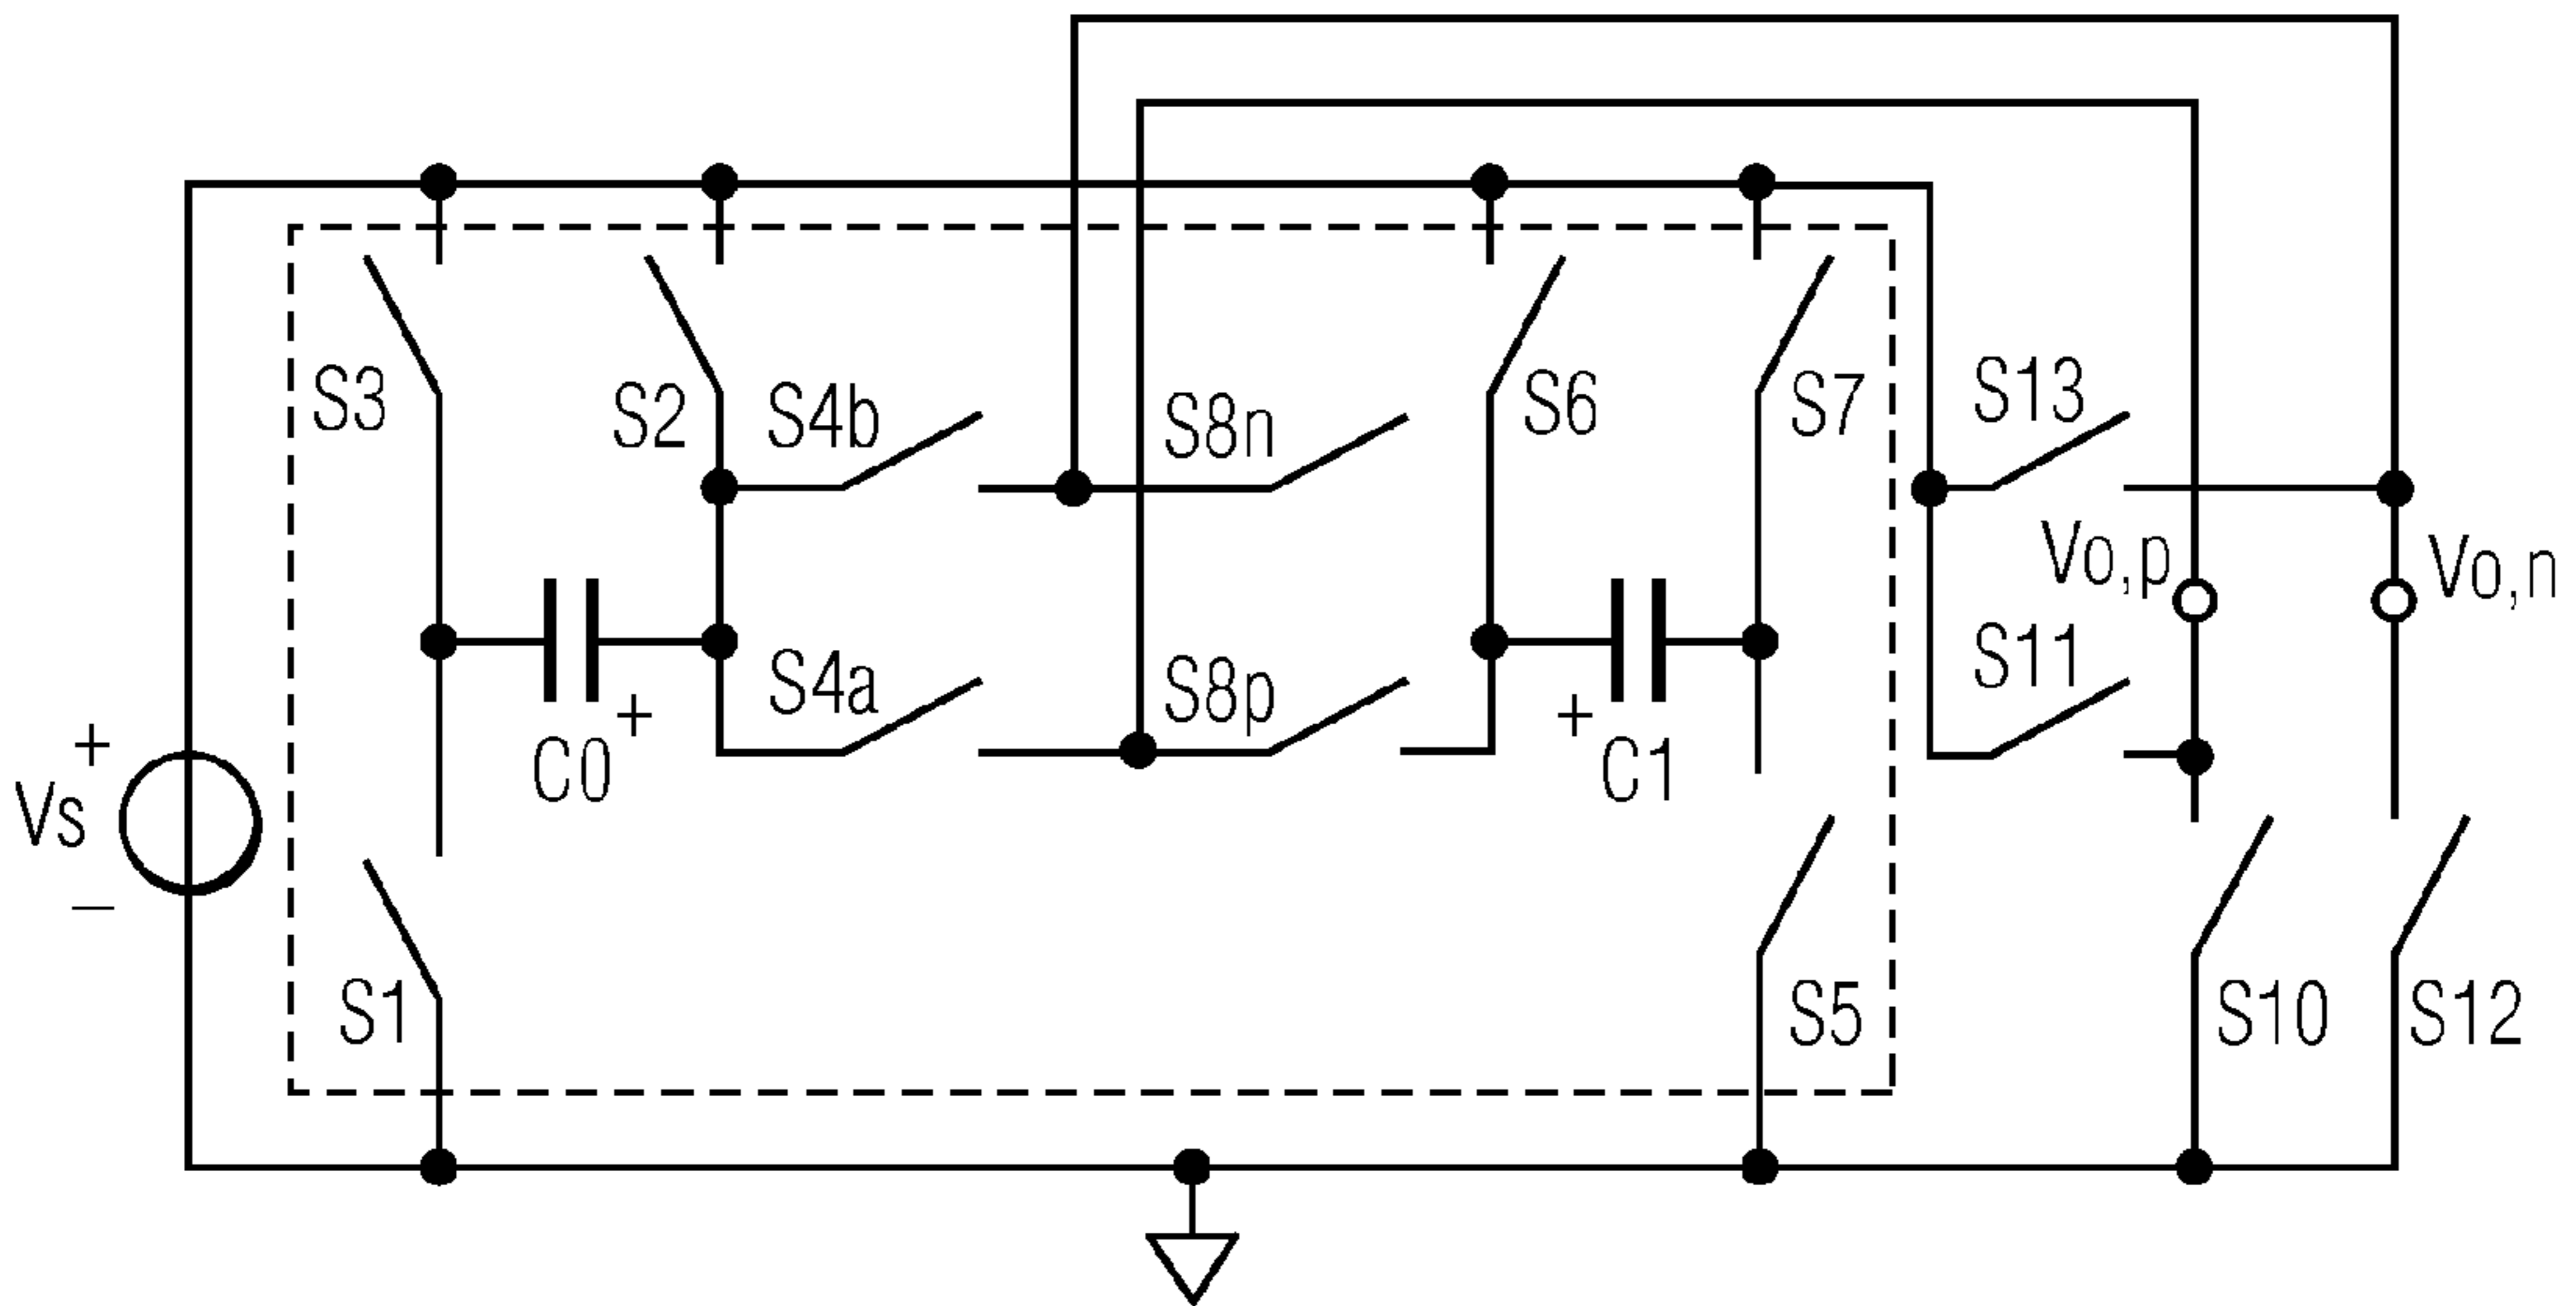 S3
S2
S4b
S8n
S6
S7
S13
Vo,p
Vo,n
+
Vs
−
C0
+
S4a
S8p
+
C1
S11
S1
S5
S10
S12